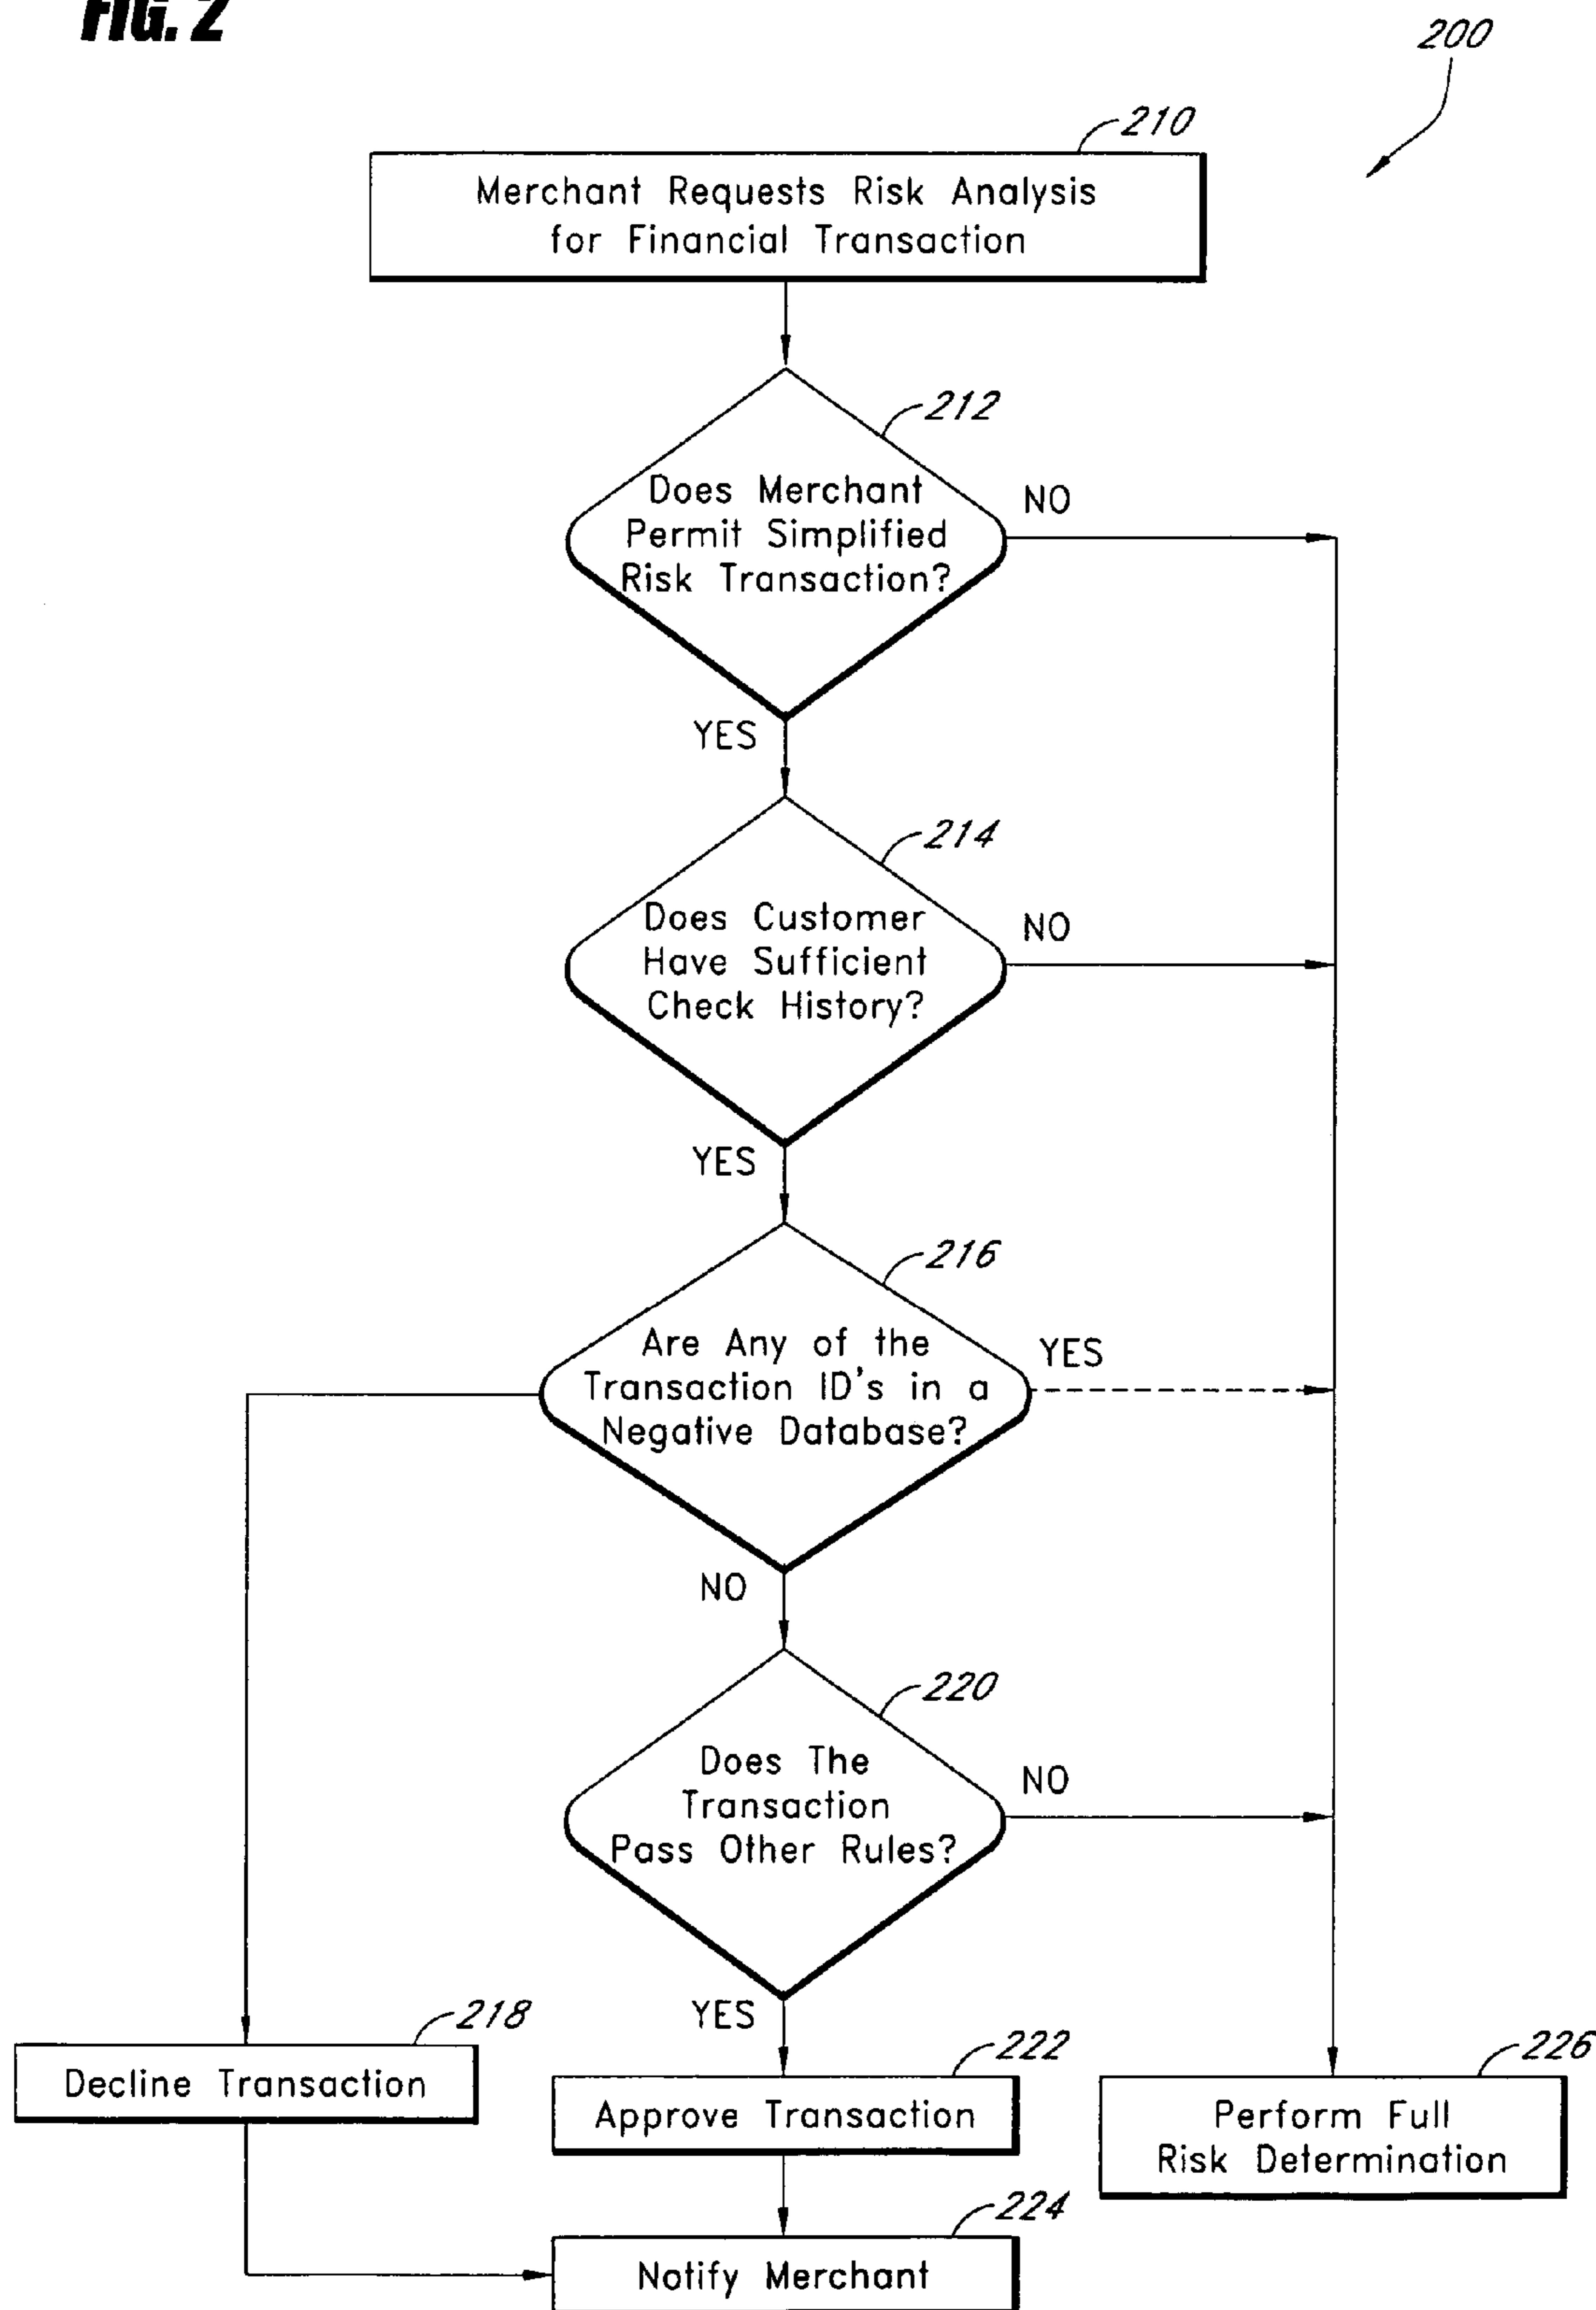 FIG. 2
200
210
Merchant Requests Risk Analysis
for Financial Transaction
212
Does Merchant
Permit Simplified
Risk Transaction?
NO
YES
214
Does Customer
Have Sufficient
Check History?
NO
YES
216
Are Any of the
Transaction ID's in a
Negative Database?
YES
NO
220
Does The
Transaction
Pass Other Rules?
NO
YES
218
Decline Transaction
222
Approve Transaction
226
Perform Full
Risk Determination
224
Notify Merchant